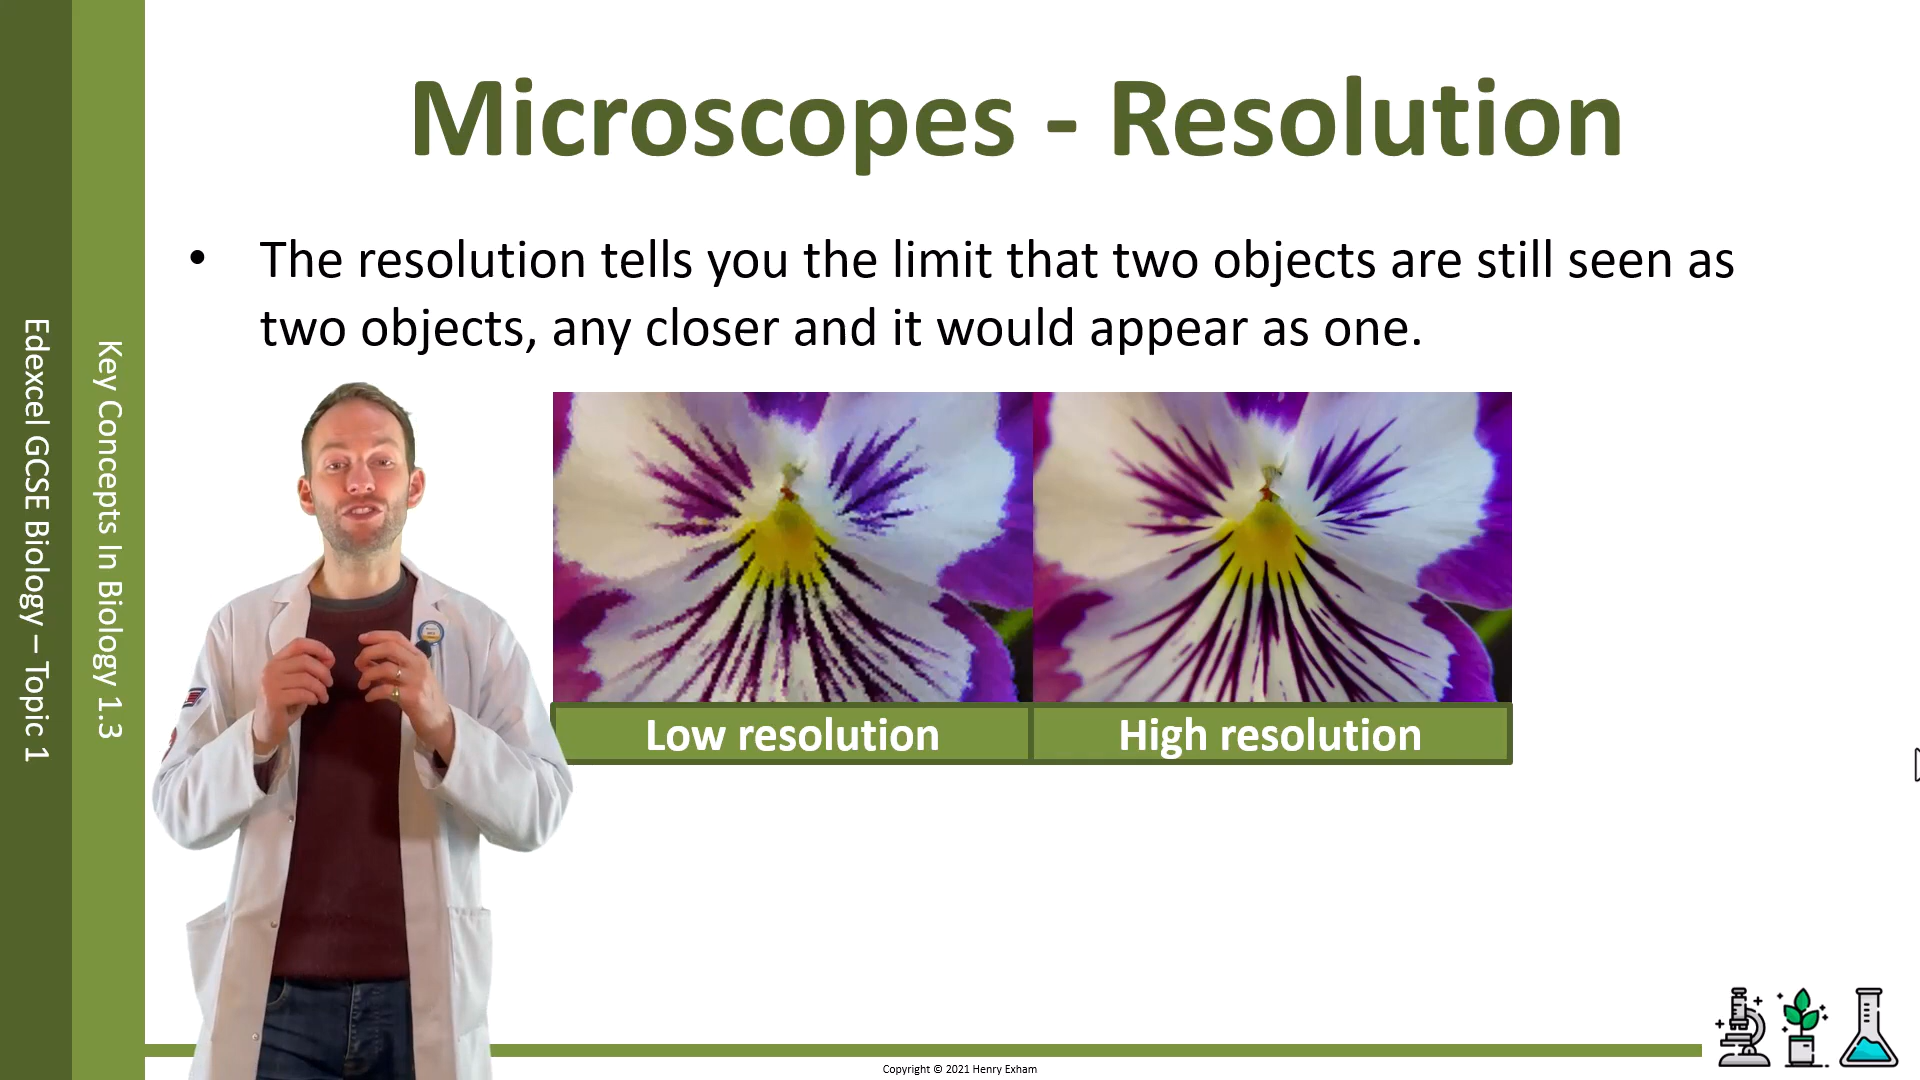 Microscopes - Resolution
• The resolution tells you the limit that two objects are still seen as
two objects, any closer and it would appear as one.
Low resolution
High resolution
Key Concepts In Biology 1.3
Edexcel GCSE Biology – Topic 1
Copyright © 2021 Henry Exham